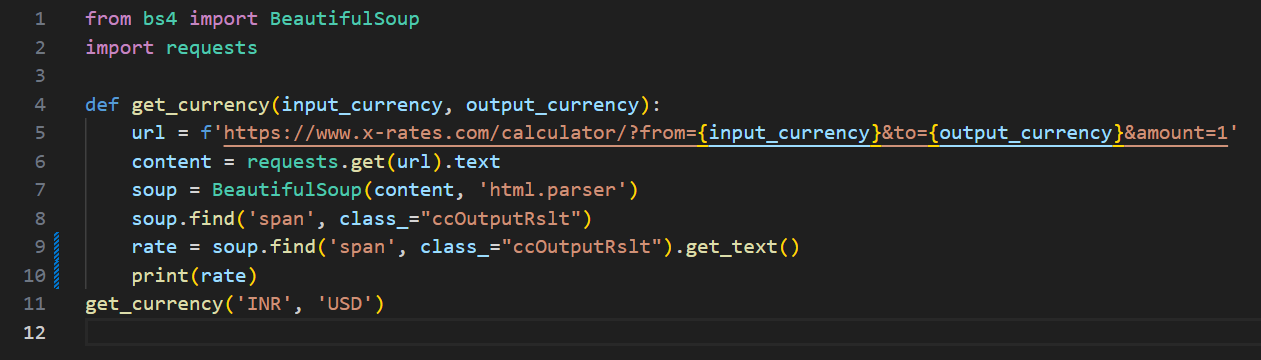 1 from bs4 import BeautifulSoup
2 import requests
3
4 def get_currency(input_currency, output_currency):
5     url = f'https://www.x-rates.com/calculator/?from={input_currency}&to={output_currency}&amount=1'
6     content = requests.get(url).text
7     soup = BeautifulSoup(content, 'html.parser')
8     soup.find('span', class_="ccOutputRslt")
9     rate = soup.find('span', class_="ccOutputRslt").get_text()
10     print(rate)
11 get_currency('INR', 'USD')
12